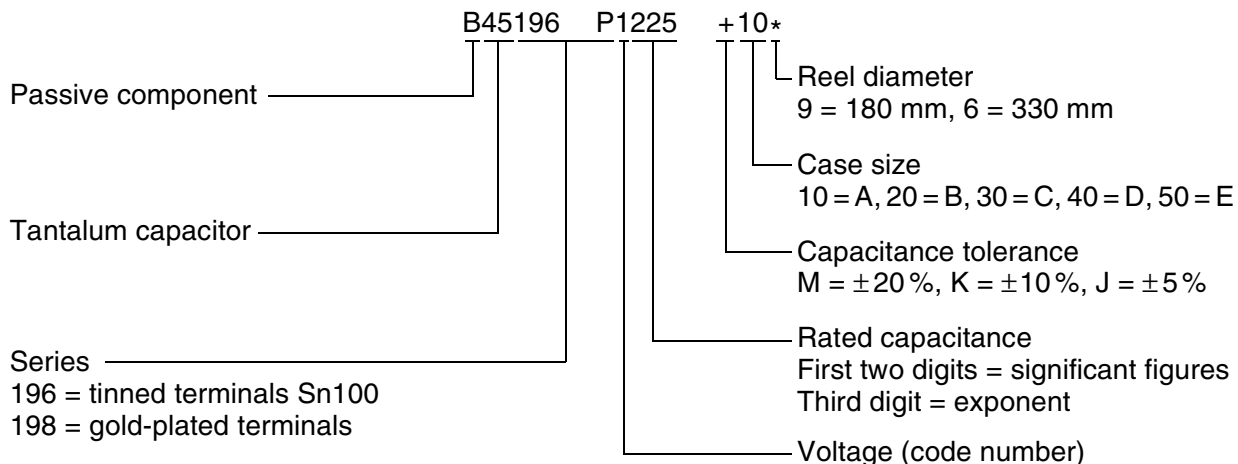 B45196 P1225 +10*
Passive component
Tantalum capacitor
Series
196 = tinned terminals Sn100
198 = gold-plated terminals
Reel diameter
9 = 180 mm, 6 = 330 mm
Case size
10 = A, 20 = B, 30 = C, 40 = D, 50 = E
Capacitance tolerance
M = ±20 %, K = ±10 %, J = ±5 %
Rated capacitance
First two digits = significant figures
Third digit = exponent
Voltage (code number)